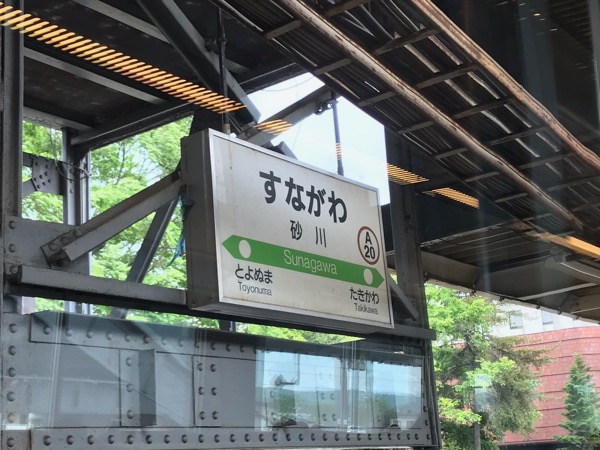 すながわ
砂川
A
20
Sunagawa
とよぬま
Toyonuma
たきかわ
Takikawa